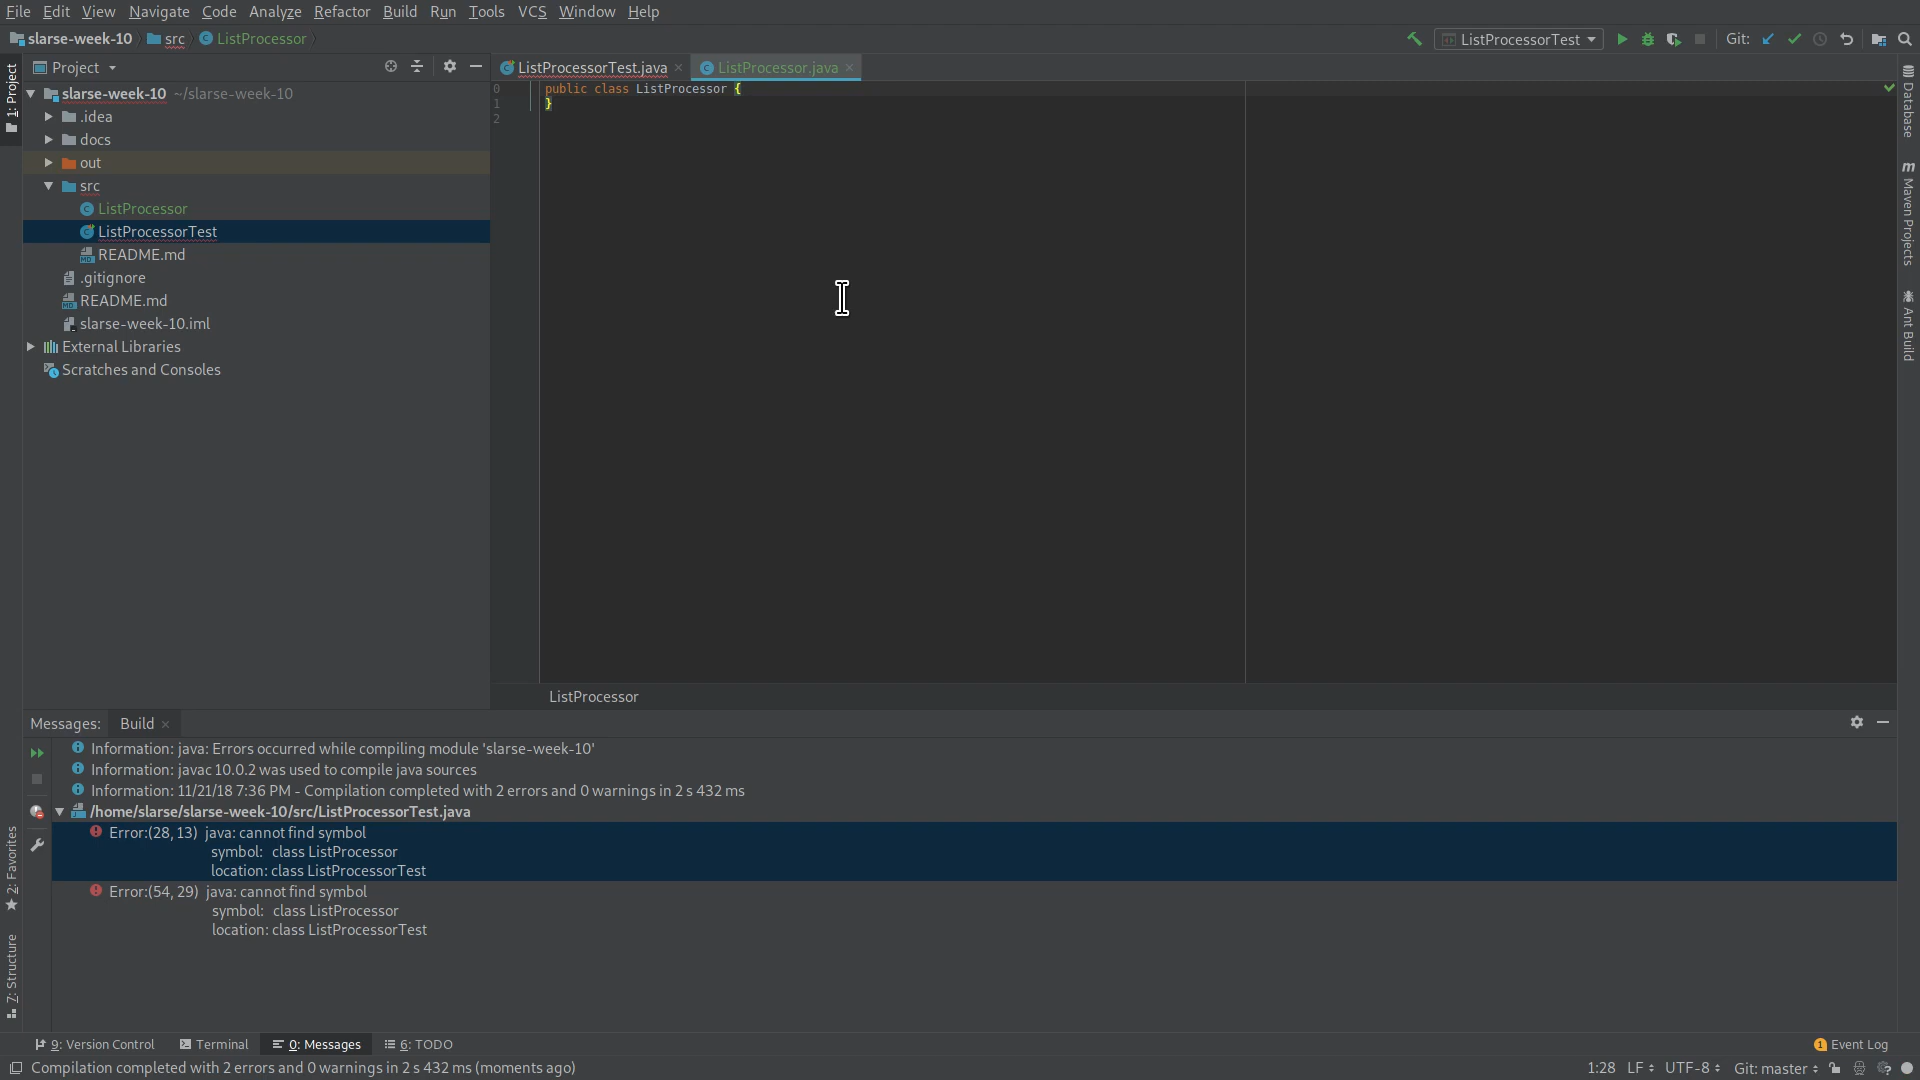 File Edit View Navigate Code Analyze Refactor Build Run Tools VCS Window Help
slarse-week-10 src ListProcessor
ListProcessorTest Git:
1: Project
Project
ListProcessorTest.java
ListProcessor.java
slarse-week-10 ~/slarse-week-10
.idea
docs
out
src
ListProcessor
ListProcessorTest
README.md
.gitignore
README.md
slarse-week-10.iml
External Libraries
Scratches and Consoles
0 public class ListProcessor {
1 }
2
ListProcessor
Database
Maven Projects
Ant Build
Messages: Build
Information: java: Errors occurred while compiling module 'slarse-week-10'
Information: javac 10.0.2 was used to compile java sources
Information: 11/21/18 7:36 PM - Compilation completed with 2 errors and 0 warnings in 2 s 432 ms
/home/slarse/slarse-week-10/src/ListProcessorTest.java
Error:(28, 13) java: cannot find symbol
symbol: class ListProcessor
location: class ListProcessorTest
Error:(54, 29) java: cannot find symbol
symbol: class ListProcessor
location: class ListProcessorTest
2: Favorites
7: Structure
9: Version Control Terminal 0: Messages 6: TODO 1 Event Log
Compilation completed with 2 errors and 0 warnings in 2 s 432 ms (moments ago) 1:28 LF UTF-8 Git: master